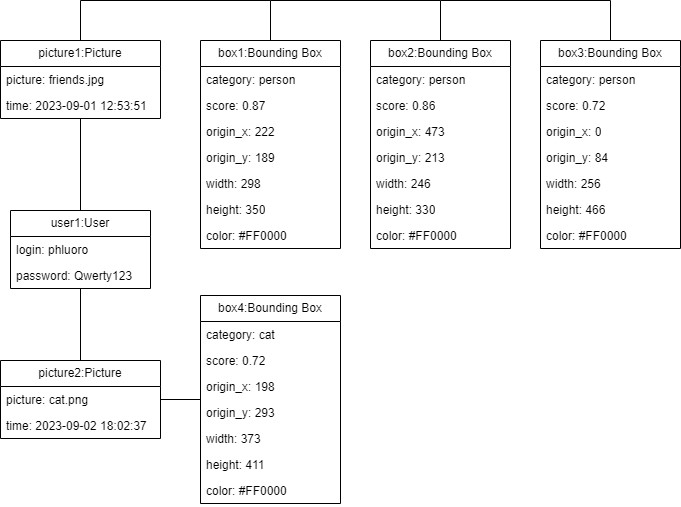 picture1:Picture
picture: friends.jpg
time: 2023-09-01 12:53:51
box1:Bounding Box
category: person
score: 0.87
origin_x: 222
origin_y: 189
width: 298
height: 350
color: #FF0000
box2:Bounding Box
category: person
score: 0.86
origin_x: 473
origin_y: 213
width: 246
height: 330
color: #FF0000
box3:Bounding Box
category: person
score: 0.72
origin_x: 0
origin_y: 84
width: 256
height: 466
color: #FF0000
user1:User
login: phluoro
password: Qwerty123
picture2:Picture
picture: cat.png
time: 2023-09-02 18:02:37
box4:Bounding Box
category: cat
score: 0.72
origin_x: 198
origin_y: 293
width: 373
height: 411
color: #FF0000